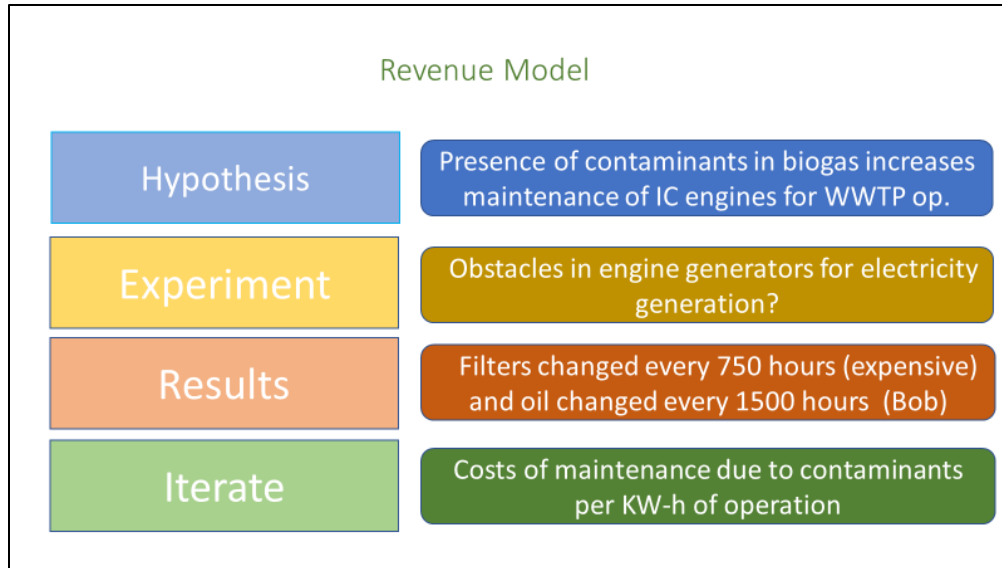 Revenue Model
Hypothesis
Presence of contaminants in biogas increases
maintenance of IC engines for WWTP op.
Experiment
Obstacles in engine generators for electricity
generation?
Results
Filters changed every 750 hours (expensive)
and oil changed every 1500 hours (Bob)
Iterate
Costs of maintenance due to contaminants
per KW-h of operation